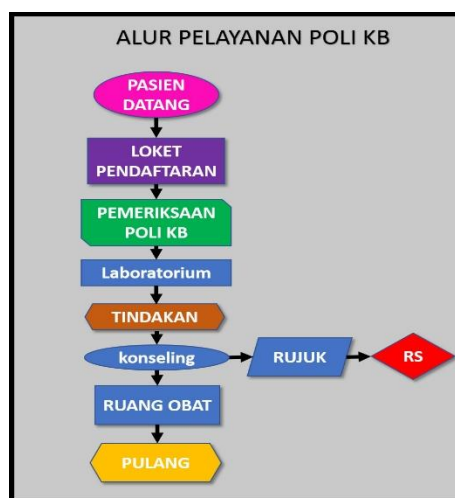 ALUR PELAYANAN POLI KB
PASIEN
DATANG
LOKET
PENDAFTARAN
PEMERIKSAAN
POLI KB
Laboratorium
TINDAKAN
konseling
RUJUK
RS
RUANG OBAT
PULANG